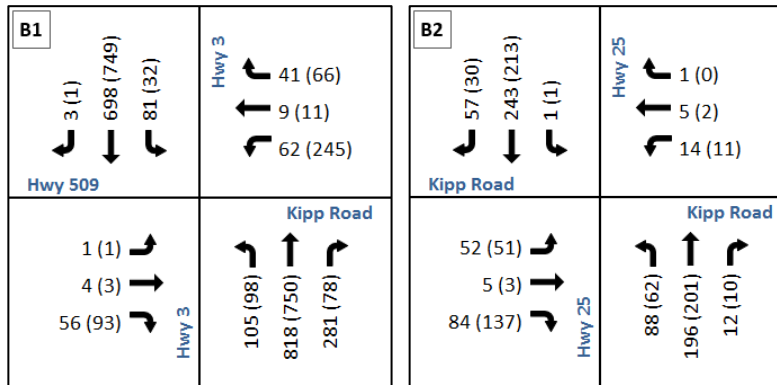 B1
3 (1)
698 (749)
81 (32)
Hwy 3
41 (66)
9 (11)
62 (245)
Hwy 509
Kipp Road
1 (1)
4 (3)
56 (93)
Hwy 3
105 (98)
818 (750)
281 (78)
B2
57 (30)
243 (213)
1 (1)
Hwy 25
1 (0)
5 (2)
14 (11)
Kipp Road
Kipp Road
52 (51)
5 (3)
84 (137)
Hwy 25
88 (62)
196 (201)
12 (10)